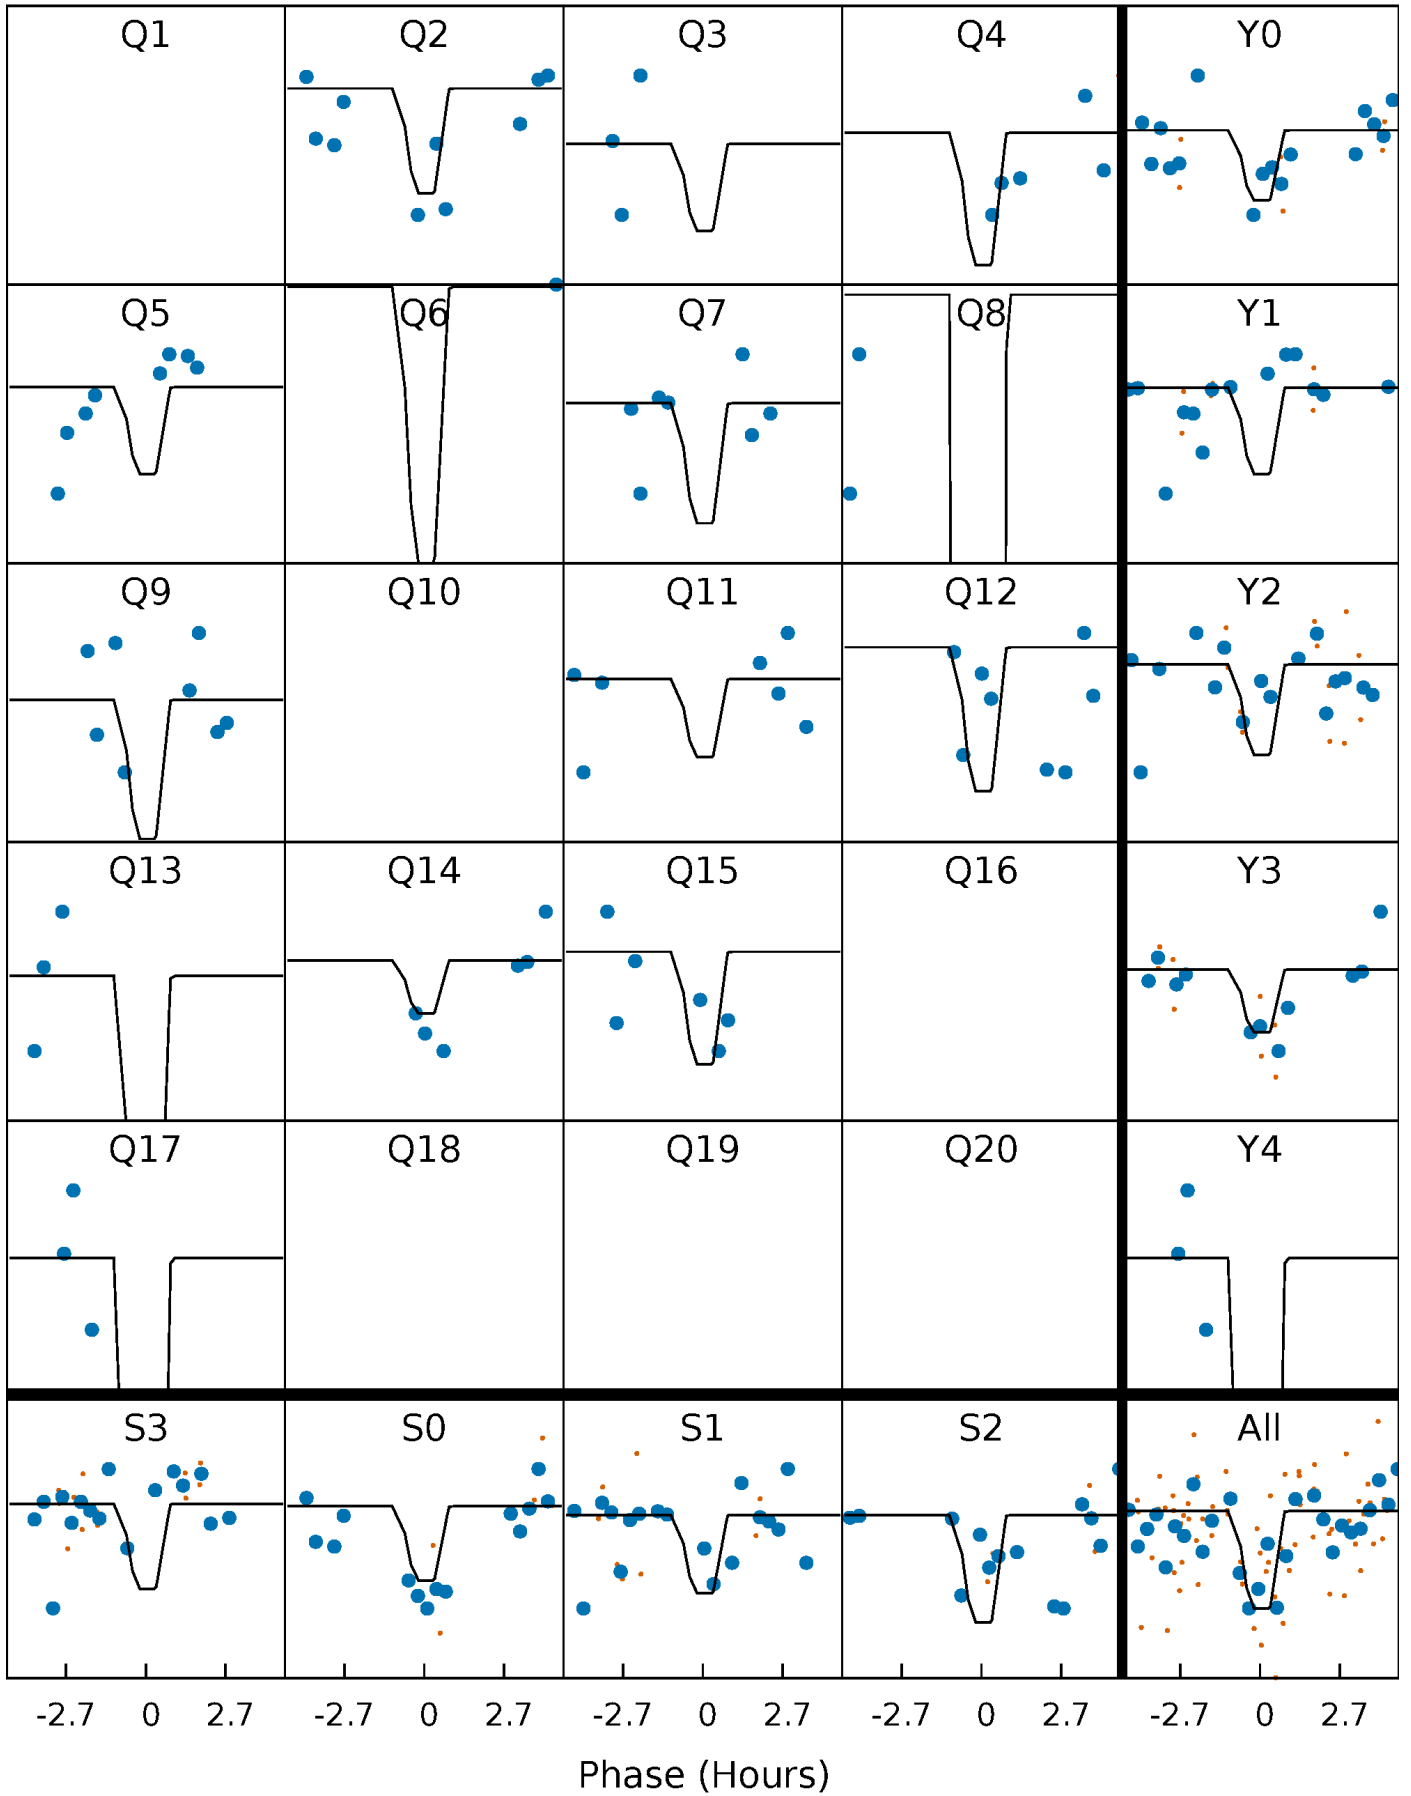 Q1 Q2 Q3 Q4 Y0
Q5 Q6 Q7 Q8 Y1
Q9 Q10 Q11 Q12 Y2
Q13 Q14 Q15 Q16 Y3
Q17 Q18 Q19 Q20 Y4
S3 S0 S1 S2 All
-2.7 0 2.7 -2.7 0 2.7 -2.7 0 2.7 -2.7 0 2.7 -2.7 0 2.7
Phase (Hours)